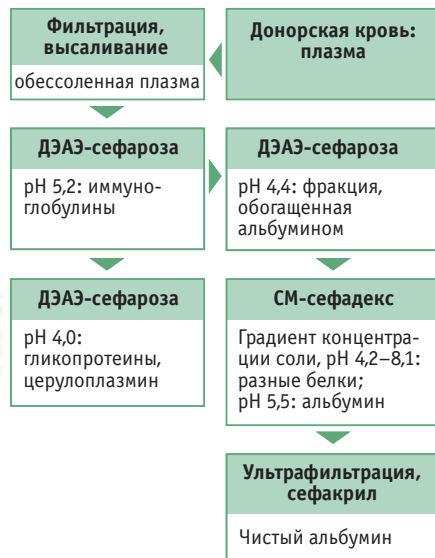 Фильтрация,
высаливание
обессоленная плазма
Донорская кровь:
плазма
ДЭАЭ-сефароза
pH 5,2: иммуно-
глобулины
ДЭАЭ-сефароза
pH 4,4: фракция,
обогащенная
альбумином
ДЭАЭ-сефароза
pH 4,0:
гликопротеины,
церулоплазмин
СМ-сефадекс
Градиент концентра-
ции соли, pH 4,2–8,1:
разные белки;
pH 5,5: альбумин
Ультрафильтрация,
сефакрил
Чистый альбумин